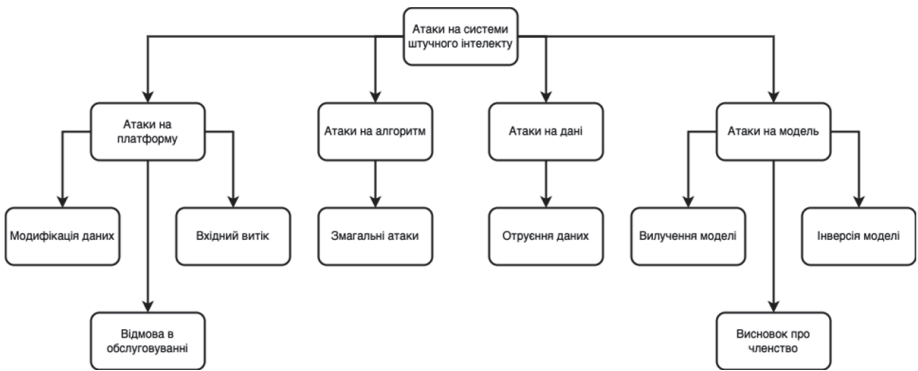 Атаки на системи
штучного інтелекту
Атаки на
платформу
Атаки на алгоритм
Атаки на дані
Атаки на модель
Модифікація даних
Вхідний витік
Змагальні атаки
Отруєння даних
Вилучення моделі
Інверсія моделі
Відмова в
обслуговуванні
Висновок про
членство